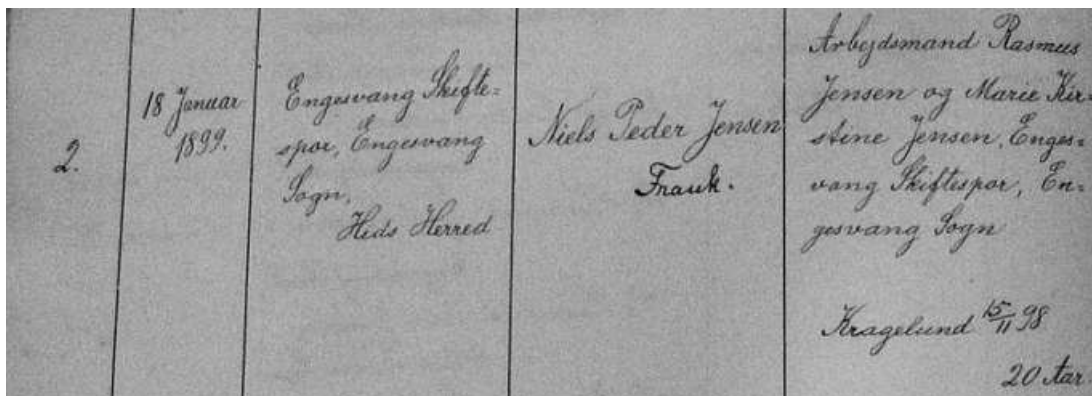 2.
18 Januar
1899.
Engesvang Skifte=
spor, Engesvang
Sogn,
Hids Herred
Niels Peder Jensen
Frank.
Arbejdsmand Rasmus
Jensen og Marie Kir=
stine Jensen, Enges=
vang Skiftespor, En=
gesvang Sogn
Kragelund 15/11 98
20 Aar.